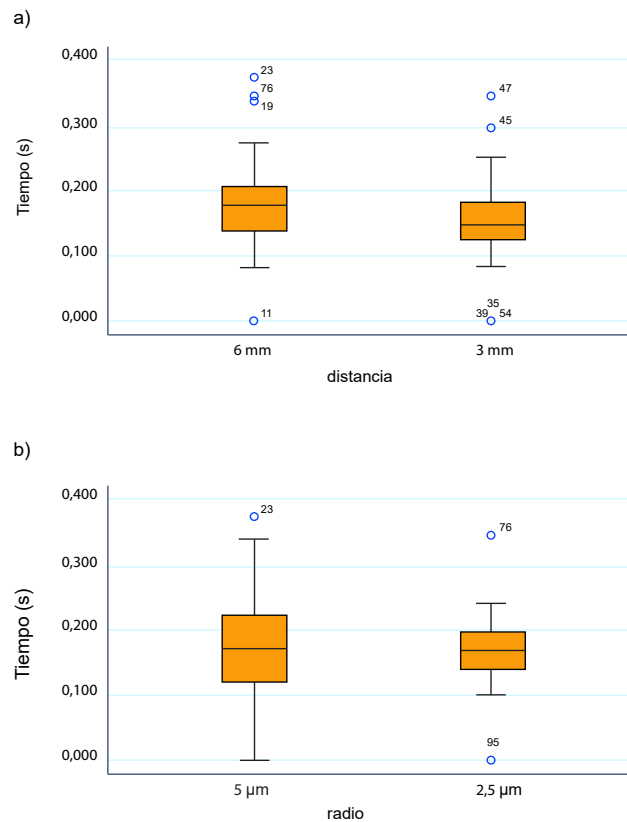 a)
0,400
0,300
0,200
0,100
0,000
Tiempo (s)
23
76
19
11
47
45
35
39 54
6 mm
3 mm
distancia
b)
0,400
0,300
0,200
0,100
0,000
Tiempo (s)
23
76
95
5 µm
2,5 µm
radio